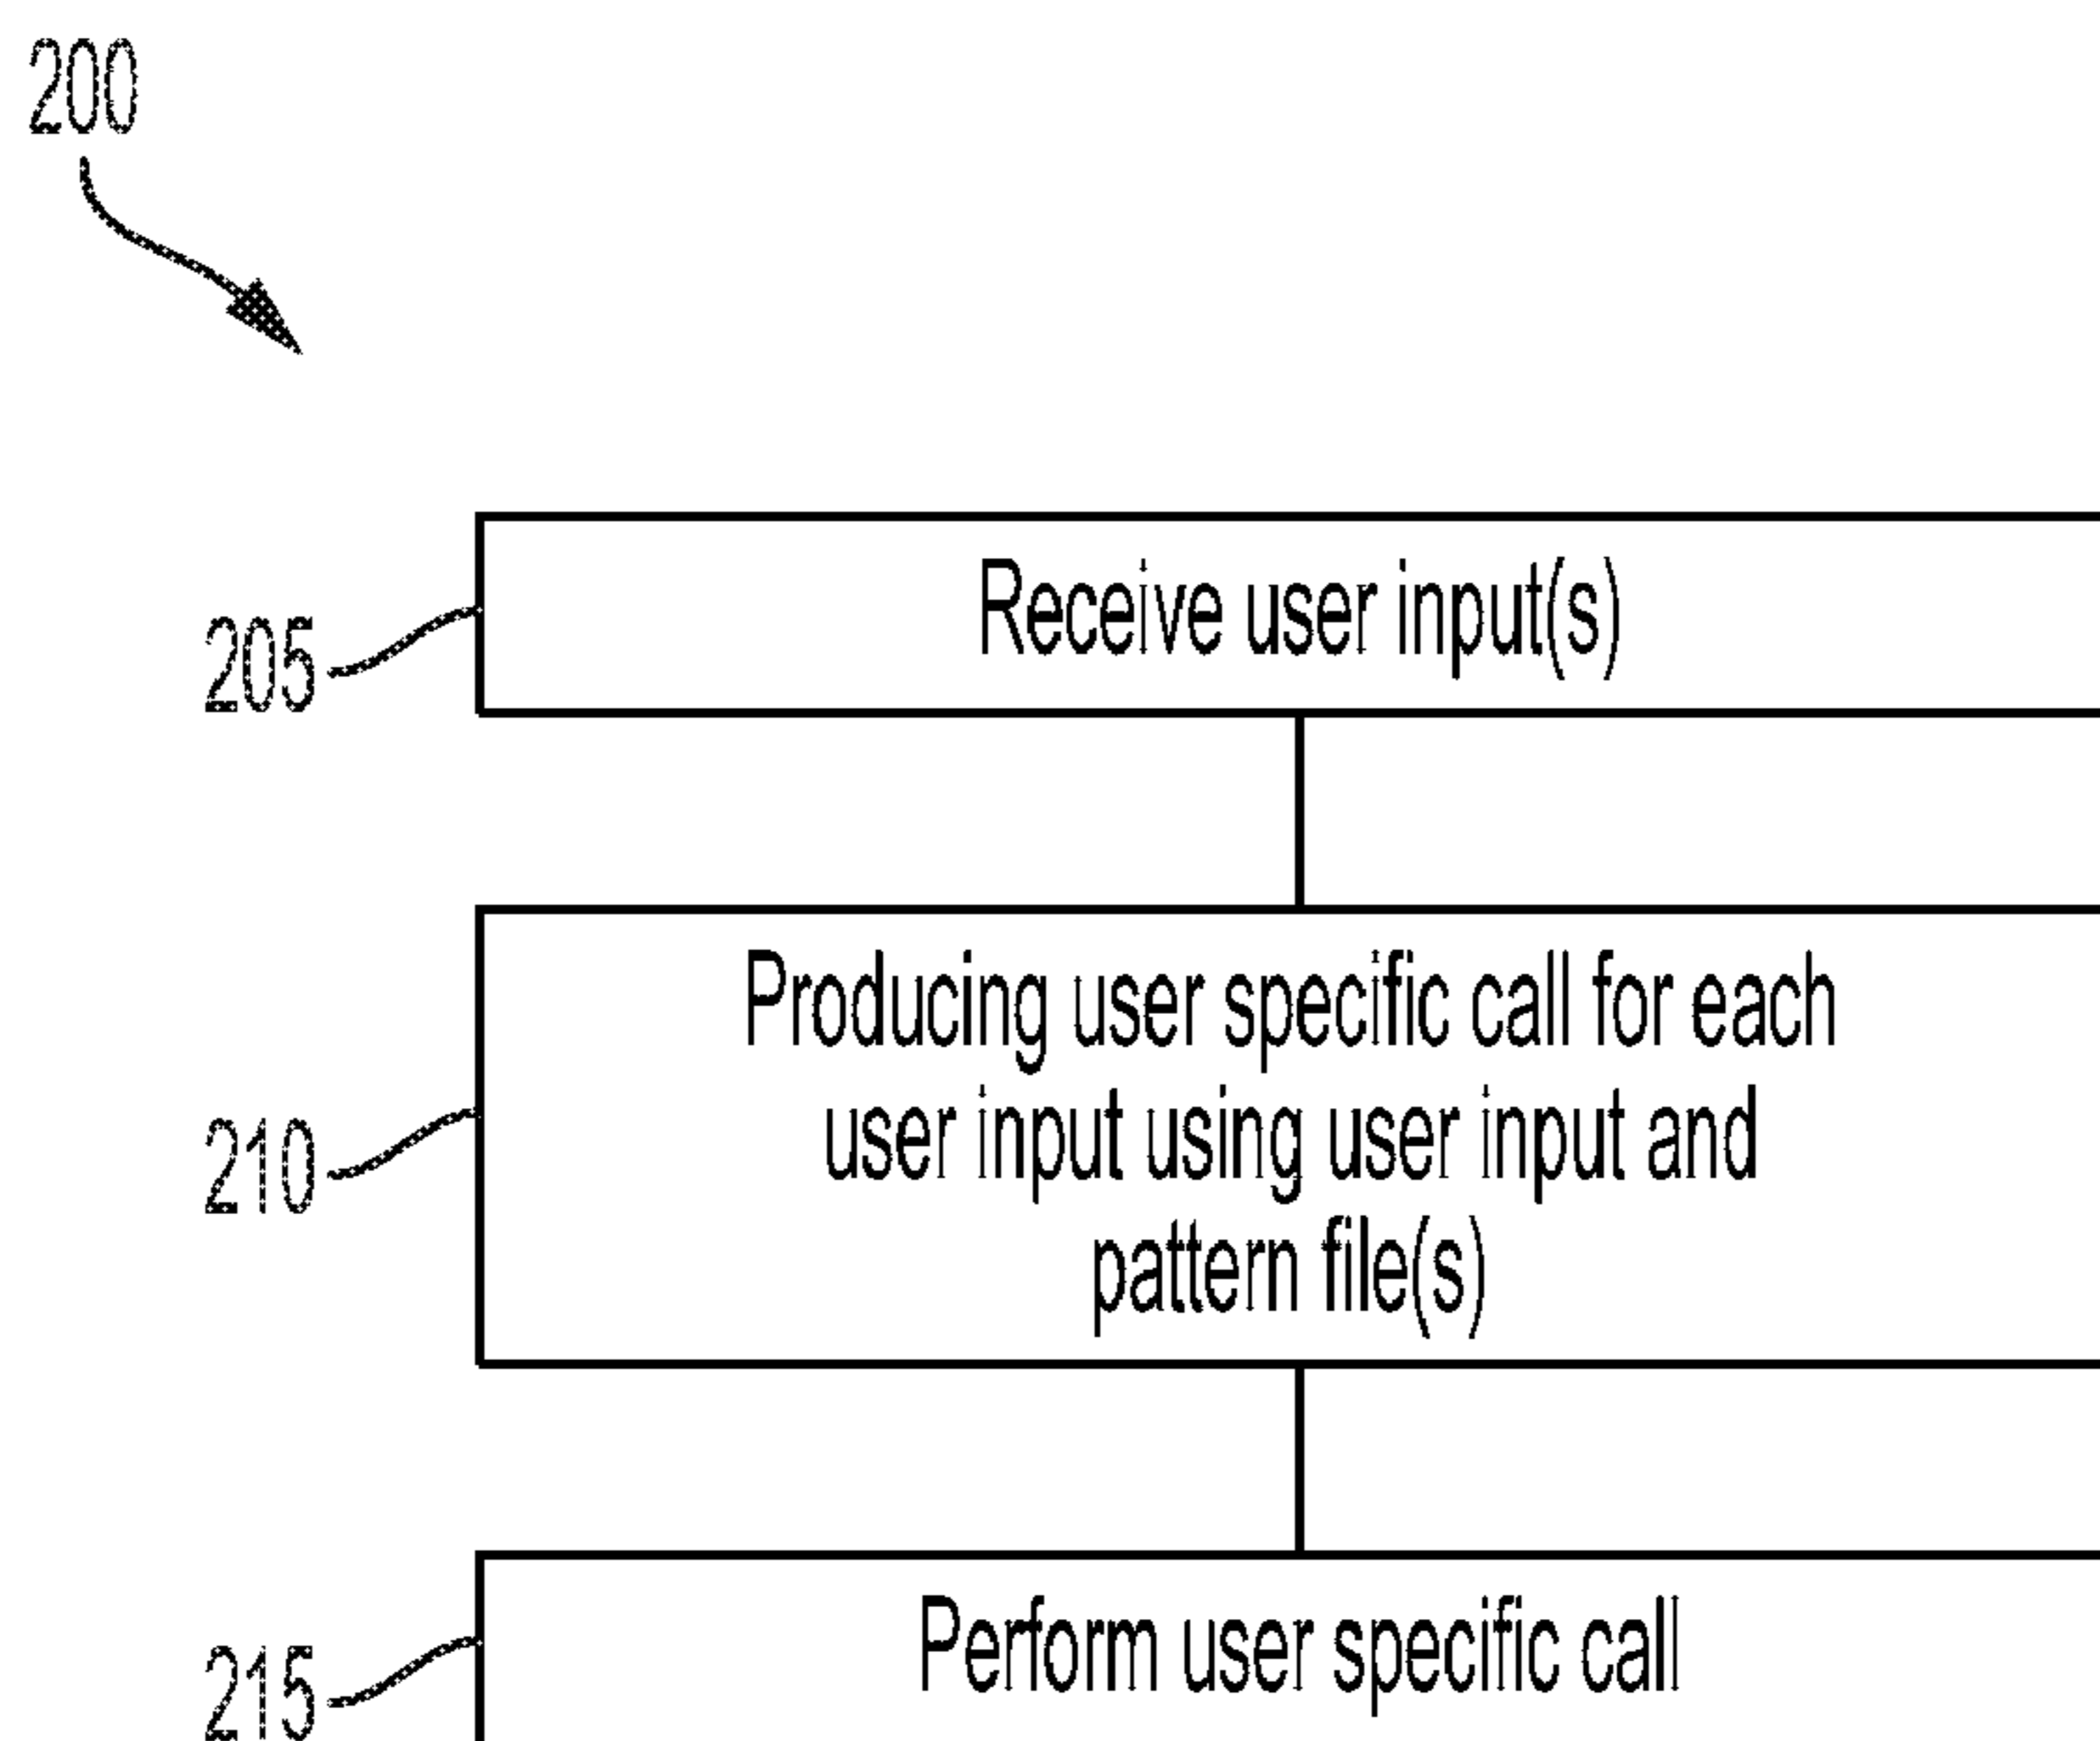 200
205
Receive user input(s)
210
Producing user specific call for each
user input using user input and
pattern file(s)
215
Perform user specific call